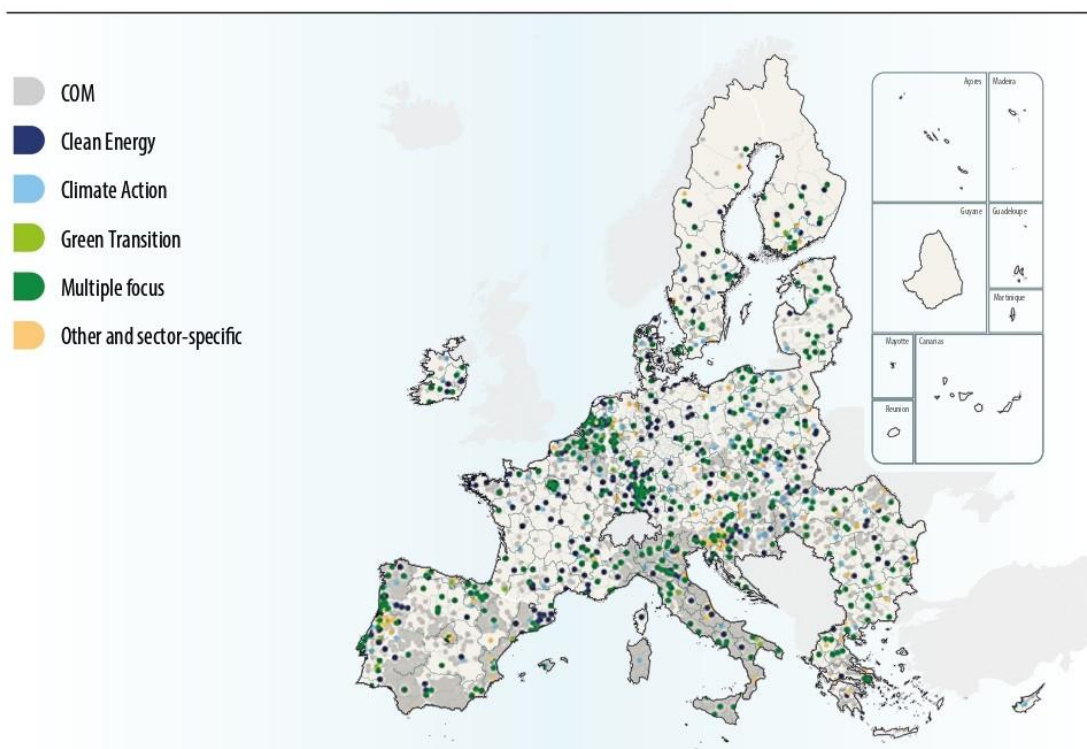 COM
Clean Energy
Climate Action
Green Transition
Multiple focus
Other and sector-specific
Açores
Madeira
Guyane
Guadeloupe
Martinique
Mayotte
Canarias
Reunion